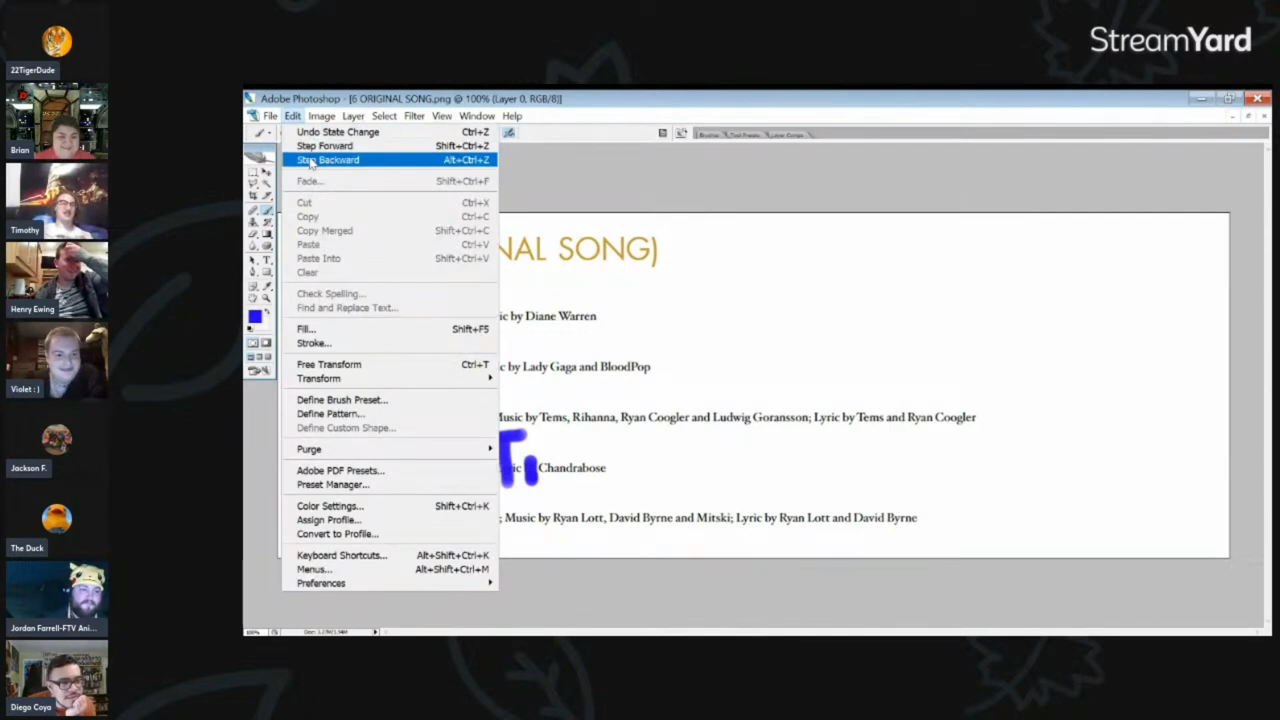 StreamYard
22TigerDude
Brian
Timothy
Henry Ewing
Violet : )
Jackson F.
The Duck
Jordan Farrell-FTV Ani...
Diego Coya
Adobe Photoshop - [6 ORIGINAL SONG.png @ 100% (Layer 0, RGB/8)]
File Edit Image Layer Select Filter View Window Help
Brushes Tool Presets Layer Comps
Undo State Change Ctrl+Z
Step Forward Shift+Ctrl+Z
Step Backward Alt+Ctrl+Z
Fade... Shift+Ctrl+F
Cut Ctrl+X
Copy Ctrl+C
Copy Merged Shift+Ctrl+C
Paste Ctrl+V
Paste Into Shift+Ctrl+V
Clear
Check Spelling...
Find and Replace Text...
Fill... Shift+F5
Stroke...
Free Transform Ctrl+T
Transform
Define Brush Preset...
Define Pattern...
Define Custom Shape...
Purge
Adobe PDF Presets...
Preset Manager...
Color Settings... Shift+Ctrl+K
Assign Profile...
Convert to Profile...
Keyboard Shortcuts... Alt+Shift+Ctrl+K
Menus... Alt+Shift+Ctrl+M
Preferences
NAL SONG)
ic by Diane Warren
c by Lady Gaga and BloodPop
Music by Tems, Rihanna, Ryan Coogler and Ludwig Goransson; Lyric by Tems and Ryan Coogler
Ti
Chandrabose
; Music by Ryan Lott, David Byrne and Mitski; Lyric by Ryan Lott and David Byrne
100%